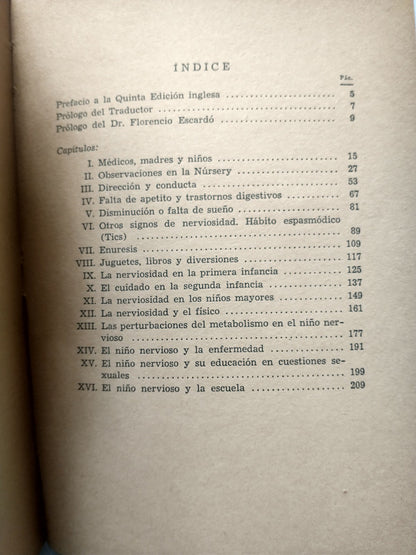 ÍNDICE
Pág.
Prefacio a la Quinta Edición inglesa .................... 5
Prólogo del Traductor .................... 7
Prólogo del Dr. Florencio Escardó .................... 9
Capítulos:
I. Médicos, madres y niños .................... 15
II. Observaciones en la Núrsery .................... 27
III. Dirección y conducta .................... 53
IV. Falta de apetito y trastornos digestivos .......... 67
V. Disminución o falta de sueño .................... 81
VI. Otros signos de nerviosidad. Hábito espasmódico
(Tics) .................... 89
VII. Enuresis .................... 109
VIII. Juguetes, libros y diversiones .................... 117
IX. La nerviosidad en la primera infancia .......... 125
X. El cuidado en la segunda infancia .......... 137
XI. La nerviosidad en los niños mayores .......... 149
XII. La nerviosidad y el físico .................... 161
XIII. Las perturbaciones del metabolismo en el niño ner-
vioso .................... 177
XIV. El niño nervioso y la enfermedad .......... 191
XV. El niño nervioso y su educación en cuestiones se-
xuales .................... 199
XVI. El niño nervioso y la escuela .................... 209